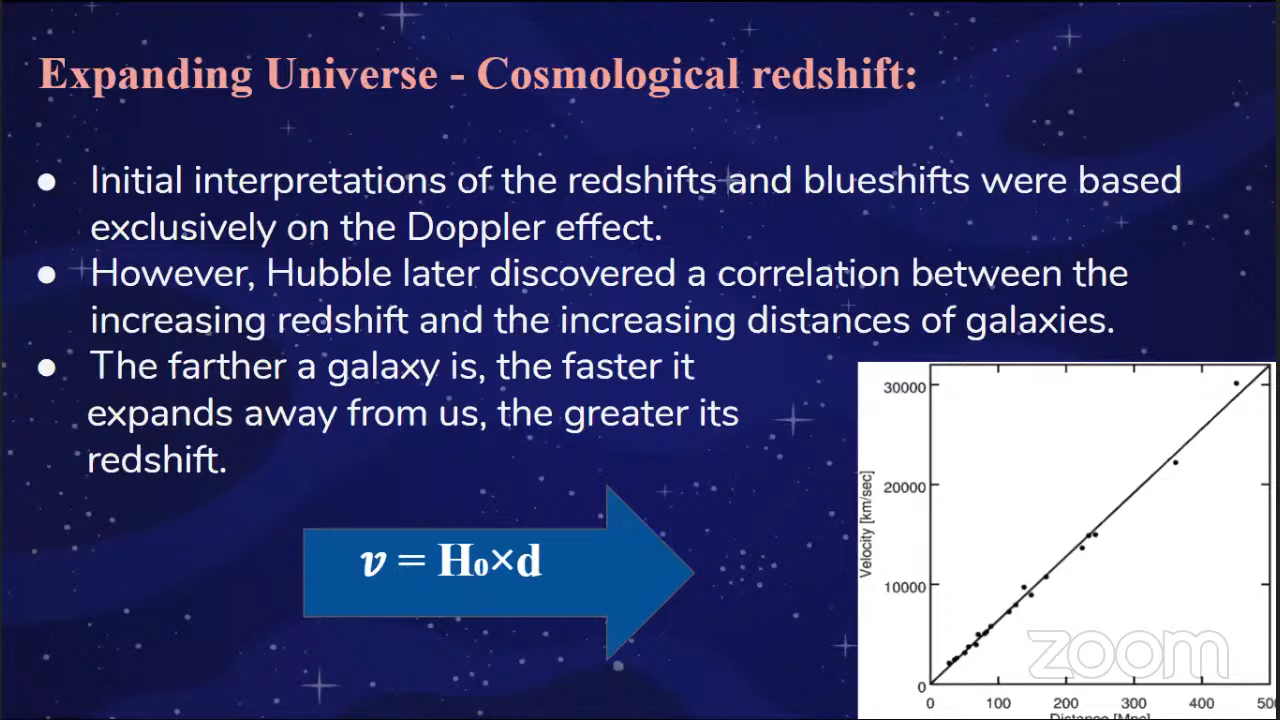 Expanding Universe - Cosmological redshift:
● Initial interpretations of the redshifts and blueshifts were based
exclusively on the Doppler effect.
● However, Hubble later discovered a correlation between the
increasing redshift and the increasing distances of galaxies.
● The farther a galaxy is, the faster it
expands away from us, the greater its
redshift.
v = H₀×d
30000
20000
10000
0
Velocity [km/sec]
0 100 200 300 400 50
Distance [Mpc]
zoom